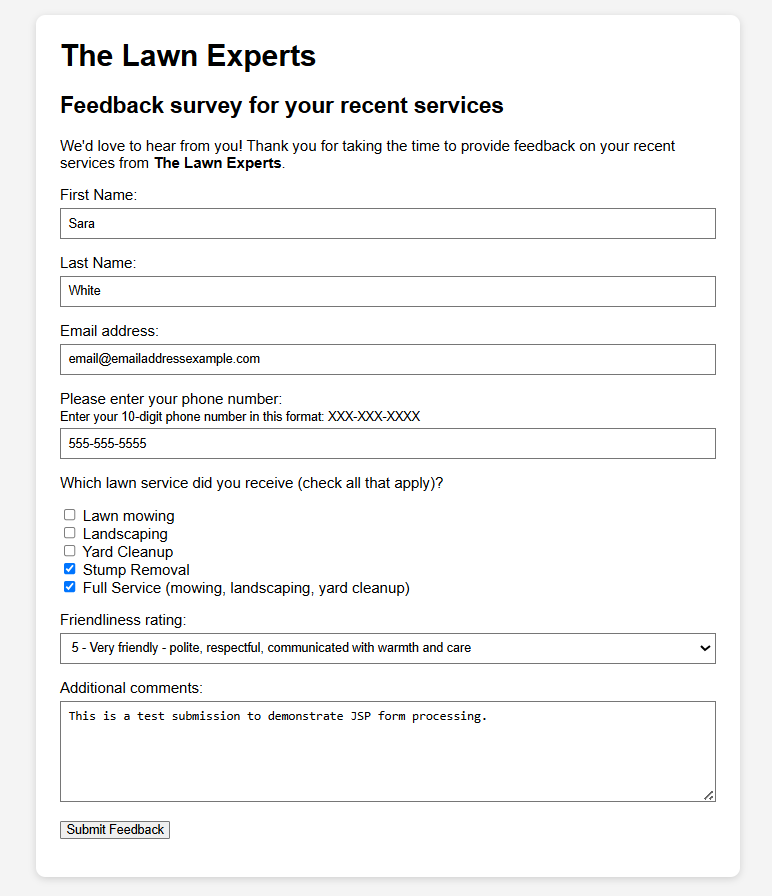 The Lawn Experts
Feedback survey for your recent services
We'd love to hear from you! Thank you for taking the time to provide feedback on your recent
services from The Lawn Experts.
First Name:
Sara
Last Name:
White
Email address:
email@emailaddressexample.com
Please enter your phone number:
Enter your 10-digit phone number in this format: XXX-XXX-XXXX
555-555-5555
Which lawn service did you receive (check all that apply)?
Lawn mowing
Landscaping
Yard Cleanup
Stump Removal
Full Service (mowing, landscaping, yard cleanup)
Friendliness rating:
5 - Very friendly - polite, respectful, communicated with warmth and care
Additional comments:
This is a test submission to demonstrate JSP form processing.
Submit Feedback